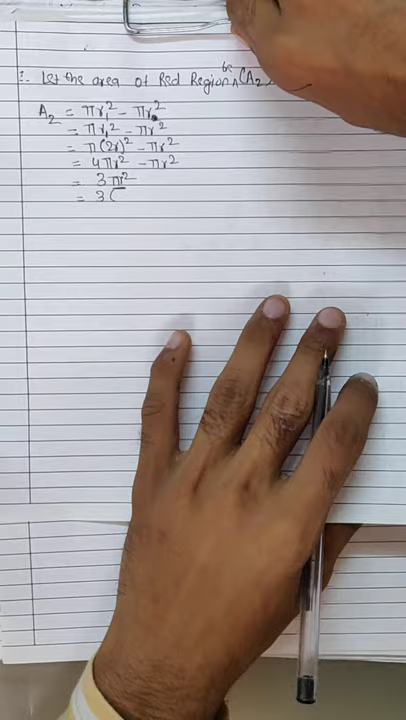 :. Let the area of Red Region be (A₂)
A₂ = πr₁² - πr²
= πr₁² - πr²
= π(2r)² - πr²
= 4πr² - πr²
= 3πr²
= 3(